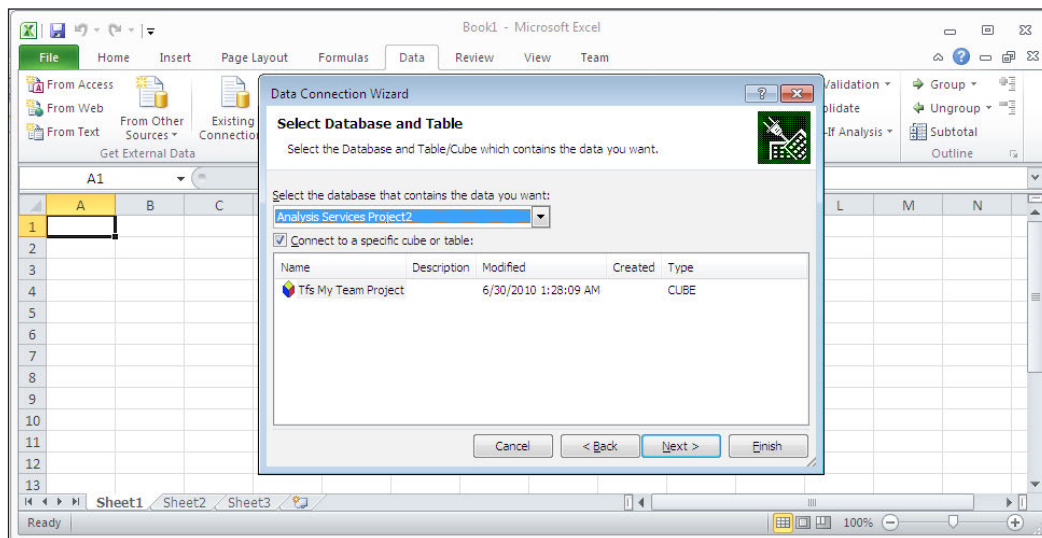 Book1 - Microsoft Excel
File Home Insert Page Layout Formulas Data Review View Team
From Access
From Web
From Text
From Other
Sources
Existing
Connection
Get External Data
Validation
olidate
-If Analysis
Group
Ungroup
Subtotal
Outline
A1
Data Connection Wizard
Select Database and Table
Select the Database and Table/Cube which contains the data you want.
Select the database that contains the data you want:
Analysis Services Project2
Connect to a specific cube or table:
Name Description Modified Created Type
Tfs My Team Project 6/30/2010 1:28:09 AM CUBE
Cancel < Back Next > Finish
A B C L M N
1
2
3
4
5
6
7
8
9
10
11
12
13
Sheet1 Sheet2 Sheet3
Ready 100%